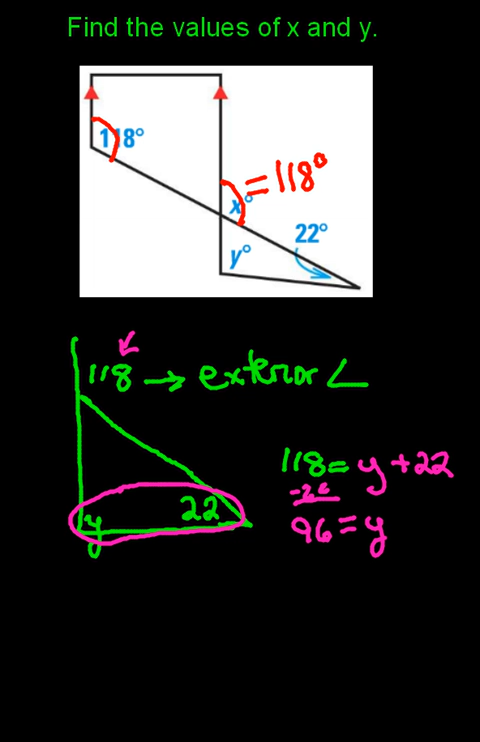 Find the values of x and y.
118°
x°
=118°
22°
y°
118 → exterior ∠
22
y
118=y+22
-22
96=y